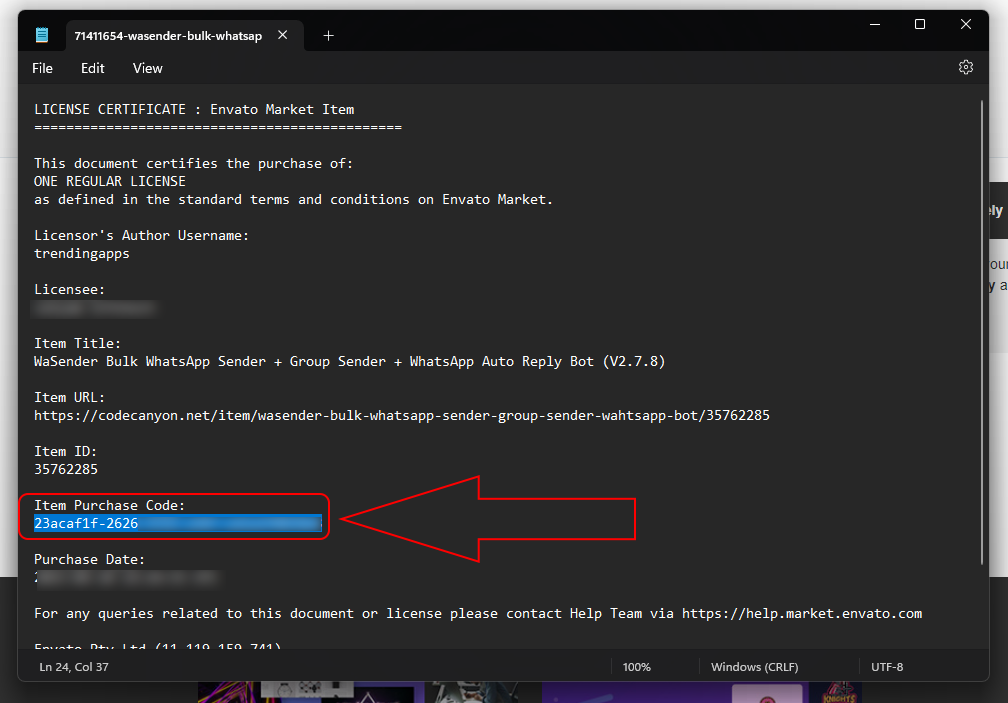 71411654-wasender-bulk-whatsap
File Edit View
LICENSE CERTIFICATE : Envato Market Item
==============================================
This document certifies the purchase of:
ONE REGULAR LICENSE
as defined in the standard terms and conditions on Envato Market.
Licensor's Author Username:
trendingapps
Licensee:
Item Title:
WaSender Bulk WhatsApp Sender + Group Sender + WhatsApp Auto Reply Bot (V2.7.8)
Item URL:
https://codecanyon.net/item/wasender-bulk-whatsapp-sender-group-sender-wahtsapp-bot/35762285
Item ID:
35762285
Item Purchase Code:
23acaf1f-2626
Purchase Date:
For any queries related to this document or license please contact Help Team via https://help.market.envato.com
Envato Pty Ltd (11 119 159 741)
Ln 24, Col 37 100% Windows (CRLF) UTF-8
KNIGHTS